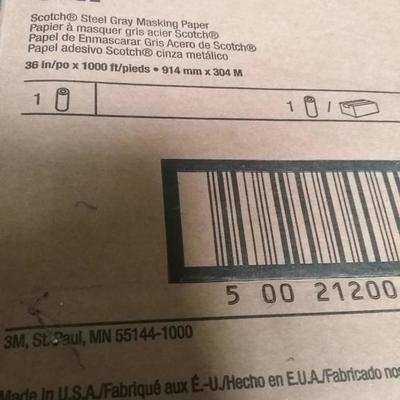 Scotch® Steel Gray Masking Paper
Papier à masquer gris acier Scotch®
Papel de Enmascarar Gris Acero de Scotch®
Papel adesivo Scotch® cinza metálico
36 in/po x 1000 ft/pieds • 914 mm x 304 M
1 1 /
5 00 21200
3M, St. Paul, MN 55144-1000
Made in U.S.A./Fabriqué aux É.-U./Hecho en E.U.A./Fabricado nos